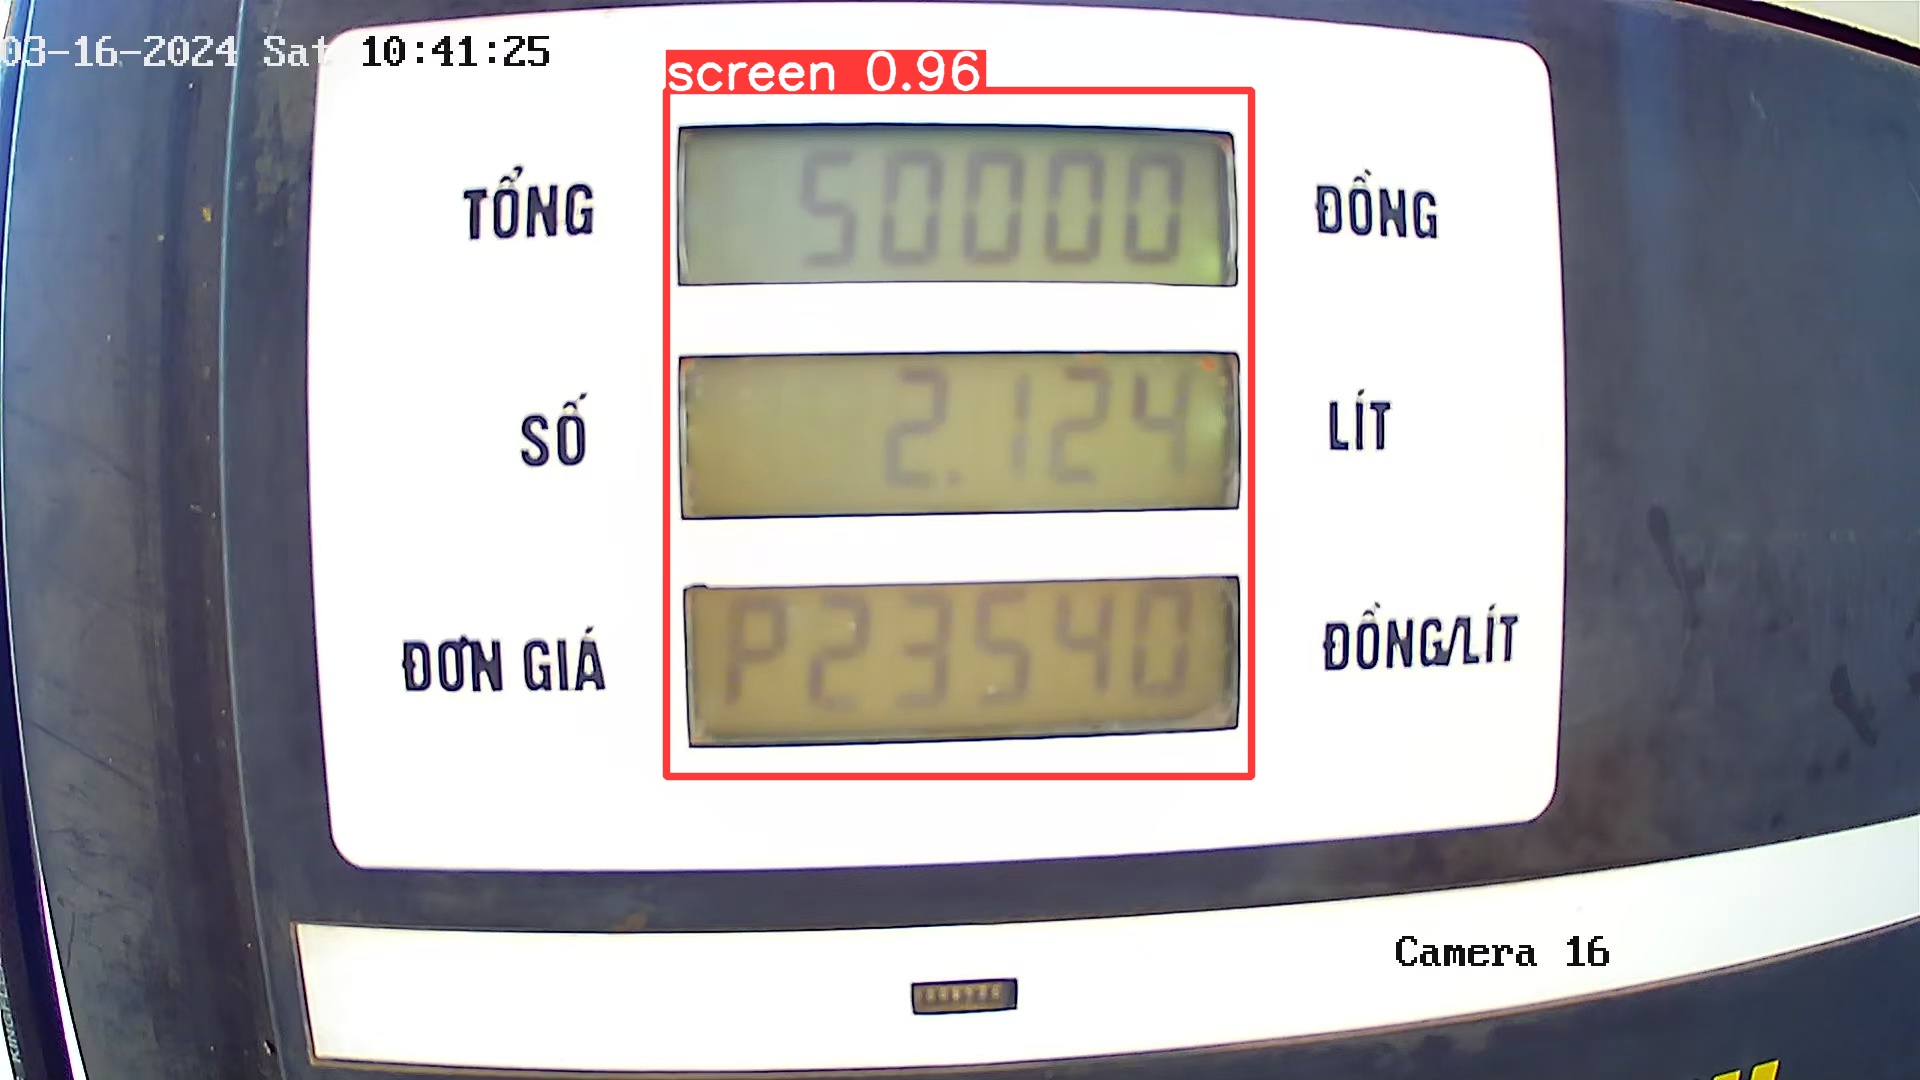 03-16-2024 Sat 10:41:25
screen 0.96
TỔNG 50000 ĐỒNG
SỐ 2.124 LÍT
ĐƠN GIÁ P23540 ĐỒNG/LÍT
Camera 16